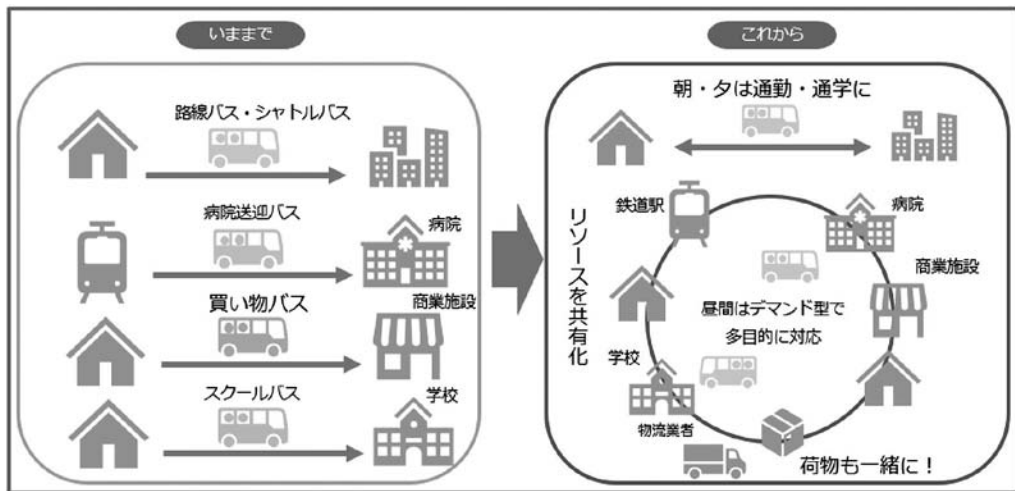 いままで
路線バス・シャトルバス
病院送迎バス
病院
買い物バス
商業施設
スクールバス
学校
これから
朝・夕は通勤・通学に
リソースを共有化
鉄道駅
病院
商業施設
昼間はデマンド型で
多目的に対応
学校
物流業者
荷物も一緒に！